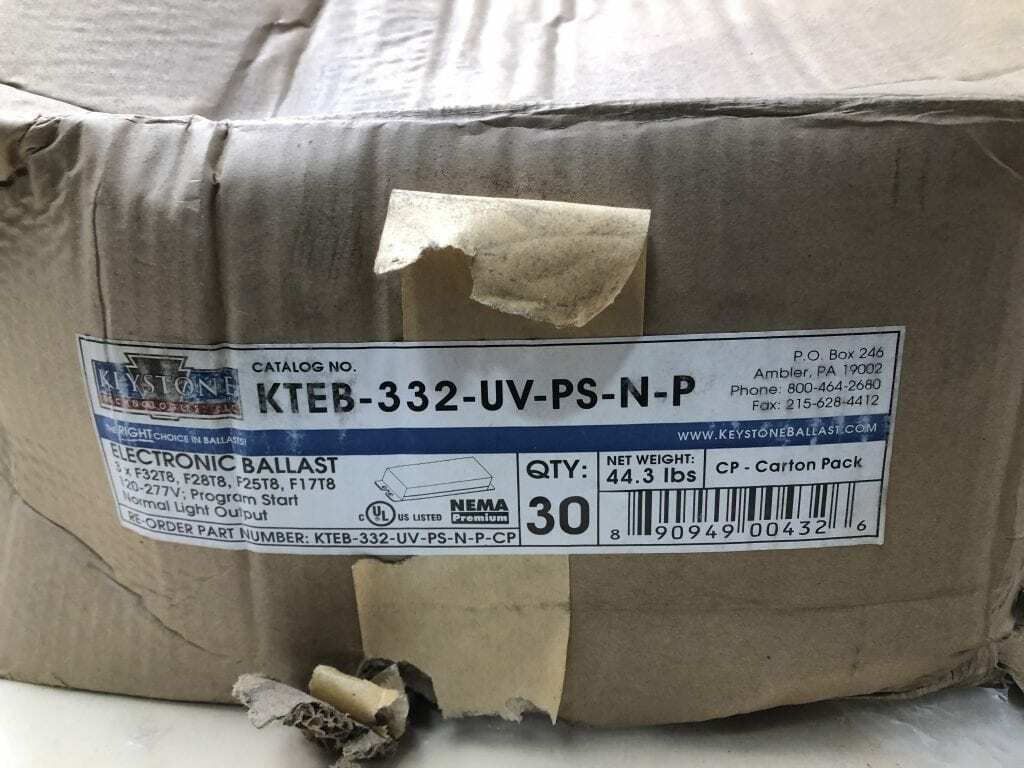 KEYSTONE
TECHNOLOGIES, LLC
THE RIGHT CHOICE IN BALLASTS!
CATALOG NO.
KTEB-332-UV-PS-N-P
P.O. Box 246
Ambler, PA 19002
Phone: 800-464-2680
Fax: 215-628-4412
WWW.KEYSTONEBALLAST.COM
ELECTRONIC BALLAST
3 x F32T8, F28T8, F25T8, F17T8
120-277V; Program Start
Normal Light Output
C UL US LISTED
NEMA
Premium
RE-ORDER PART NUMBER: KTEB-332-UV-PS-N-P-CP
QTY:
30
NET WEIGHT:
44.3 lbs
CP - Carton Pack
8 90949 00432 6